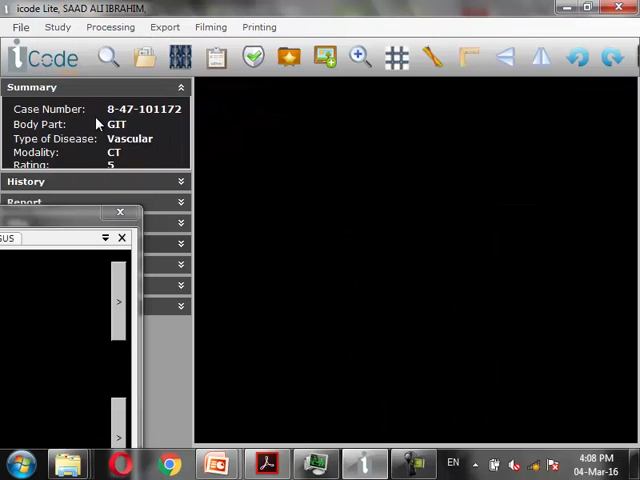 icode Lite, SAAD ALI IBRAHIM,
File Study Processing Export Filming Printing
iCode
Summary
Case Number: 8-47-101172
Body Part: GIT
Type of Disease: Vascular
Modality: CT
Rating: 5
History
Report
SUS
>
>
EN
4:08 PM
04-Mar-16